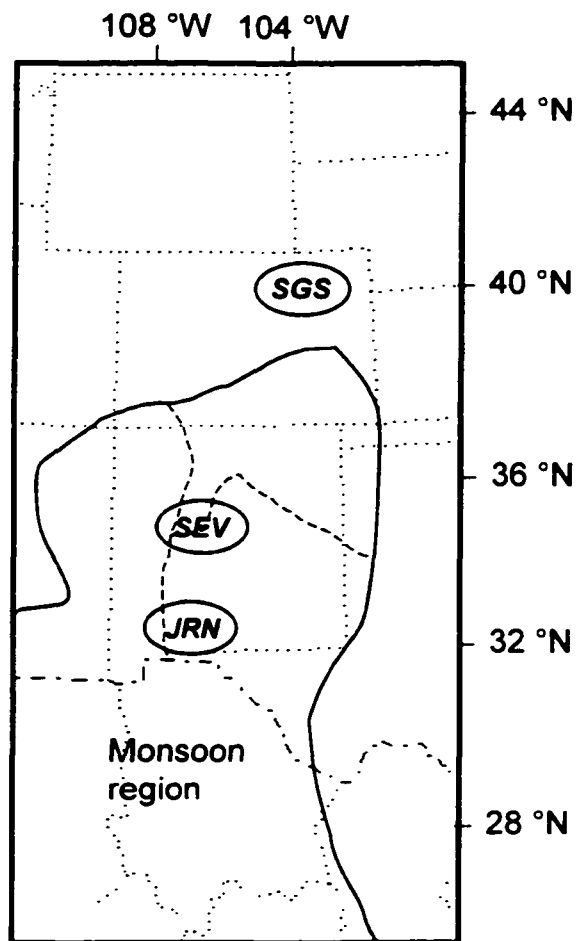 108 °W 104 °W
44 °N
SGS
40 °N
36 °N
SEV
JRN
32 °N
Monsoon
region
28 °N